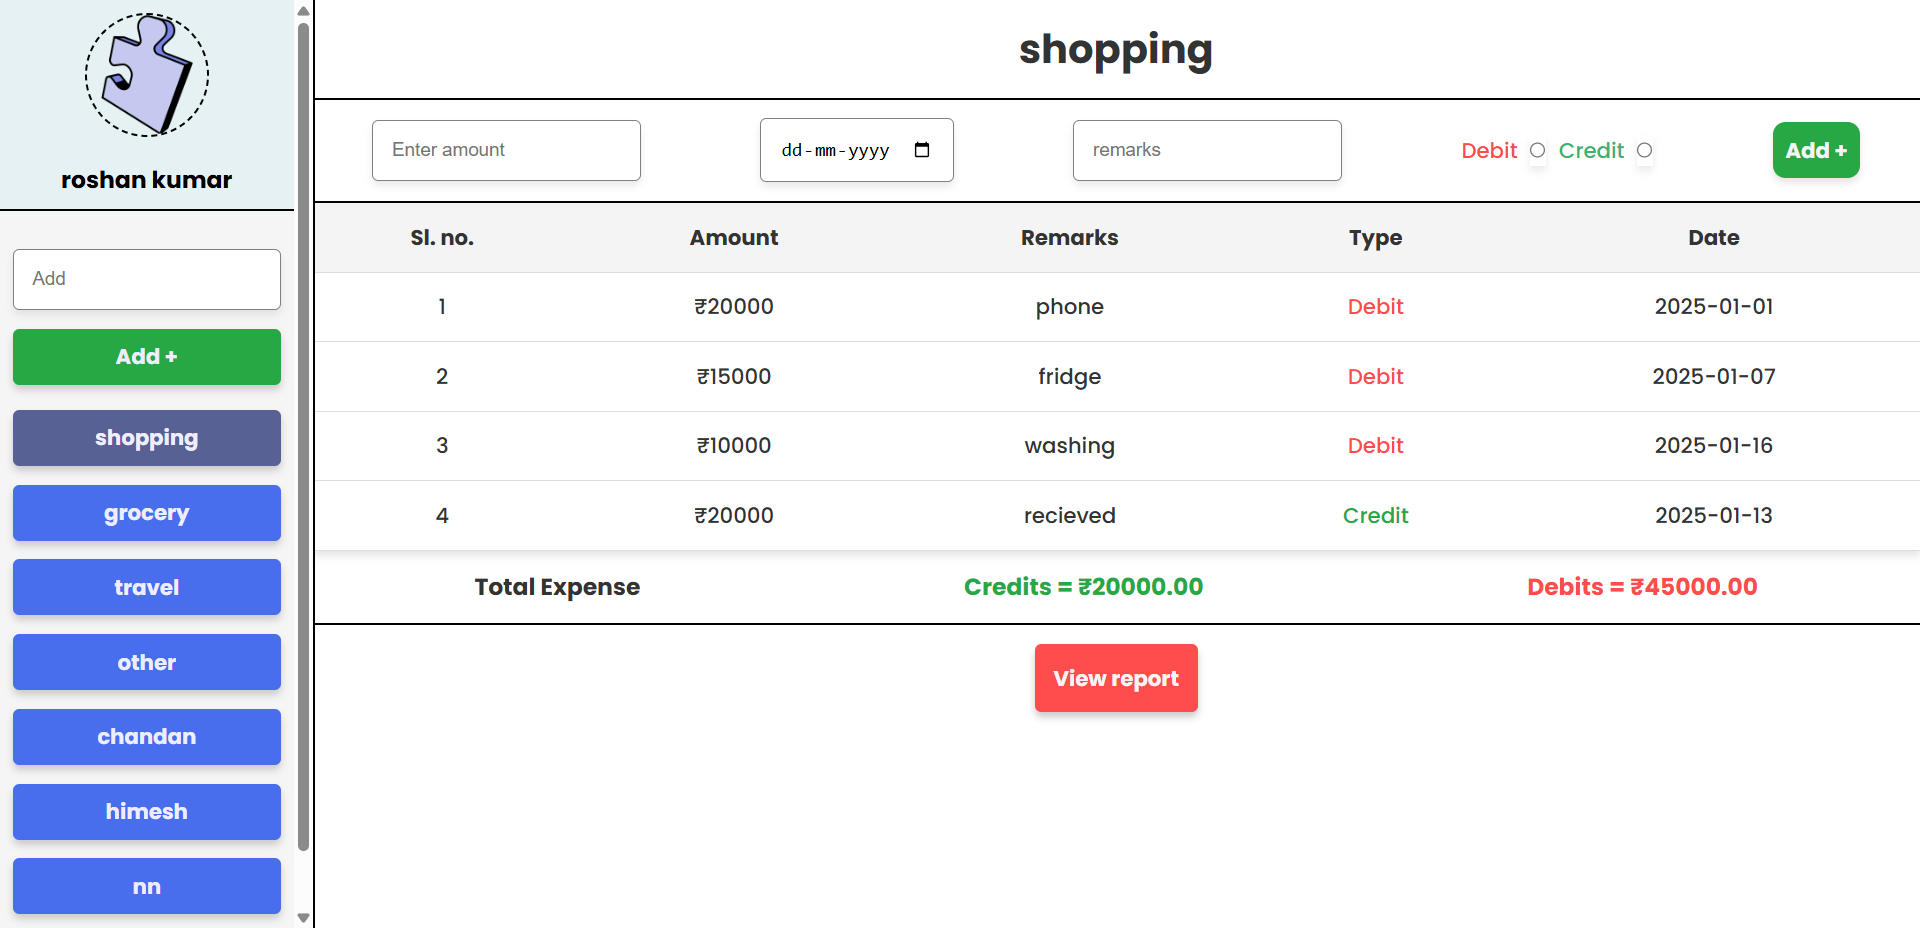 roshan kumar
Add
Add +
shopping
grocery
travel
other
chandan
himesh
nn
shopping
Enter amount dd-mm-yyyy remarks Debit Credit Add +
Sl. no. Amount Remarks Type Date
1 ₹20000 phone Debit 2025-01-01
2 ₹15000 fridge Debit 2025-01-07
3 ₹10000 washing Debit 2025-01-16
4 ₹20000 recieved Credit 2025-01-13
Total Expense Credits = ₹20000.00 Debits = ₹45000.00
View report